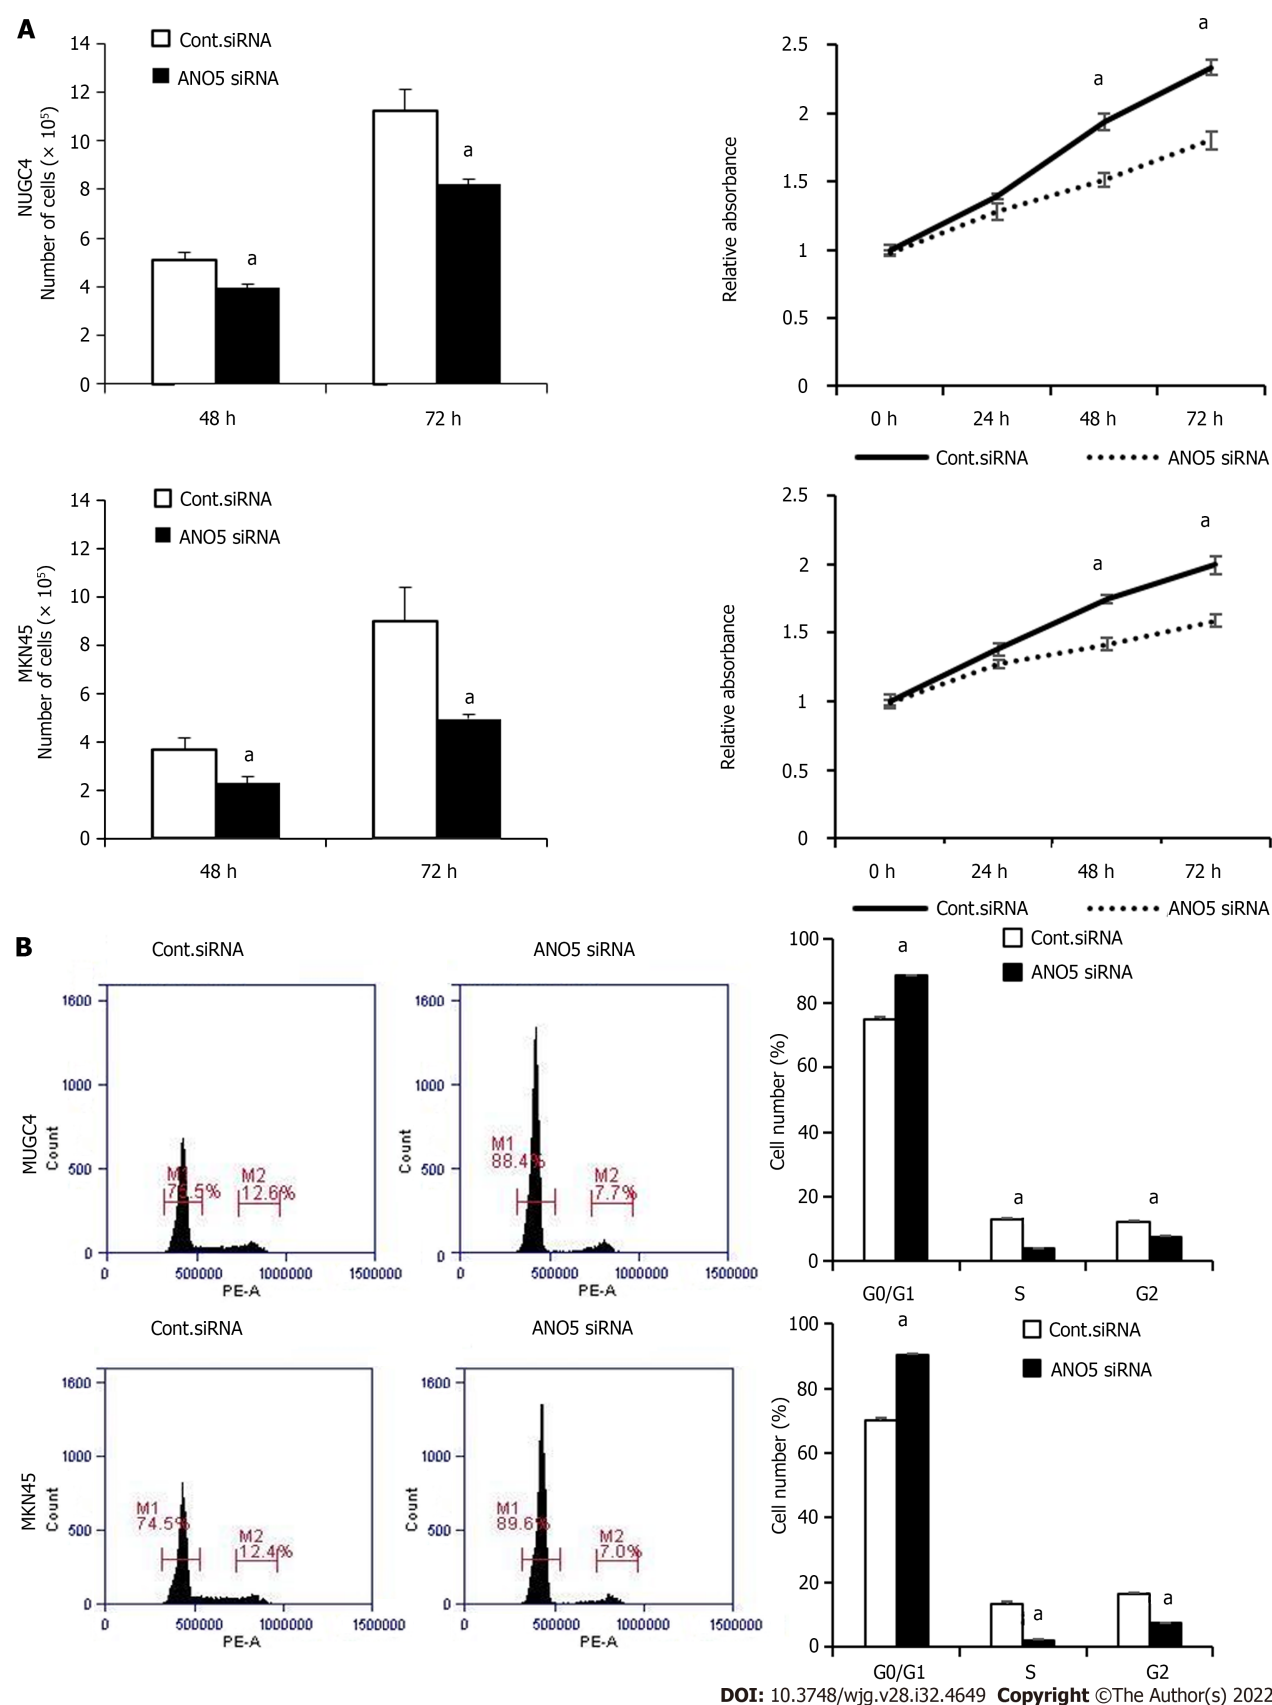 A
Cont.siRNA
ANO5 siRNA
14
12
10
8
6
4
2
0
NUGC4
Number of cells (× 10⁵)
a
a
48 h
72 h
2.5
2
1.5
1
0.5
0
Relative absorbance
a
a
0 h
24 h
48 h
72 h
Cont.siRNA
ANO5 siRNA
Cont.siRNA
ANO5 siRNA
14
12
10
8
6
4
2
0
MKN45
Number of cells (× 10⁵)
a
a
48 h
72 h
2.5
2
1.5
1
0.5
0
Relative absorbance
a
a
0 h
24 h
48 h
72 h
Cont.siRNA
ANO5 siRNA
B
MUGC4
Cont.siRNA
1600
1000
500
0
Count
M2
12.6%
0
500000
1000000
1500000
PE-A
ANO5 siRNA
1600
1000
500
0
Count
M1
88.4%
M2
7.7%
0
500000
1000000
1500000
PE-A
Cont.siRNA
ANO5 siRNA
100
80
60
40
20
0
Cell number (%)
a
a
a
G0/G1
S
G2
MKN45
Cont.siRNA
1600
1000
500
0
Count
M1
74.5%
M2
12.4%
0
500000
1000000
1500000
PE-A
ANO5 siRNA
1600
1000
500
0
Count
M1
89.6%
M2
7.0%
0
500000
1000000
1500000
PE-A
Cont.siRNA
ANO5 siRNA
100
80
60
40
20
0
Cell number (%)
a
a
a
G0/G1
S
G2
DOI: 10.3748/wjg.v28.i32.4649 Copyright ©The Author(s) 2022